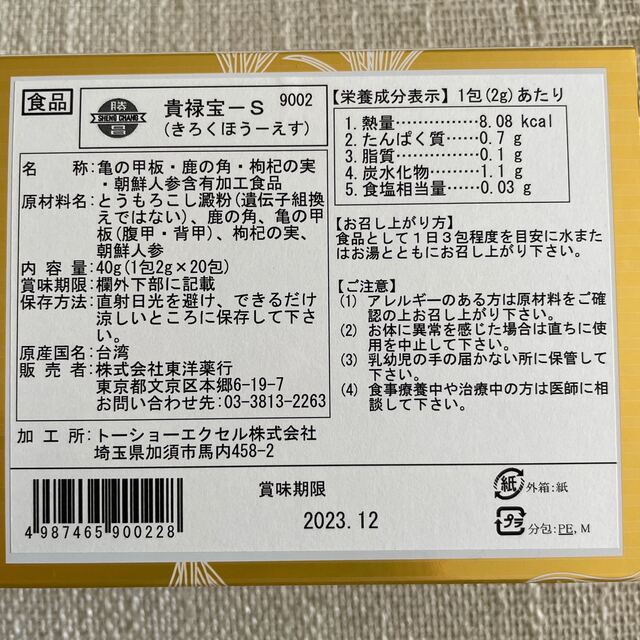 食品
勝
SHENG CHANG
昌
貴禄宝ーS 9002
(きろくほうーえす)
名　　称:亀の甲板・鹿の角・枸杞の実
・朝鮮人参含有加工食品
原材料名:とうもろこし澱粉(遺伝子組換
えではない)、鹿の角、亀の甲
板(腹甲・背甲)、枸杞の実、
朝鮮人参
内 容 量:40g(1包2g×20包)
賞味期限:欄外下部に記載
保存方法:直射日光を避け、できるだけ
涼しいところに保存して下さ
い。
原産国名:台湾
販 売 者:株式会社東洋薬行
東京都文京区本郷6-19-7
お問い合わせ先:03-3813-2263
加 工 所:トーショーエクセル株式会社
埼玉県加須市馬内458-2
【栄養成分表示】1包(2g)あたり
1.熱量……………8.08 kcal
2.たんぱく質……0.7 g
3.脂質……………0.1 g
4.炭水化物………1.1 g
5.食塩相当量……0.03 g
【お召し上がり方】
食品として1日3包程度を目安に水また
はお湯とともにお召し上がり下さい。
【ご注意】
(1) アレルギーのある方は原材料をご確
認の上お召し上がり下さい。
(2) お体に異常を感じた場合は直ちに使
用を中止して下さい。
(3) 乳幼児の手の届かない所に保管して
下さい。
(4) 食事療養中や治療中の方は医師に相
談して下さい。
4 987465 900228
賞味期限
2023.12
紙 外箱:紙
プラ 分包:PE, M